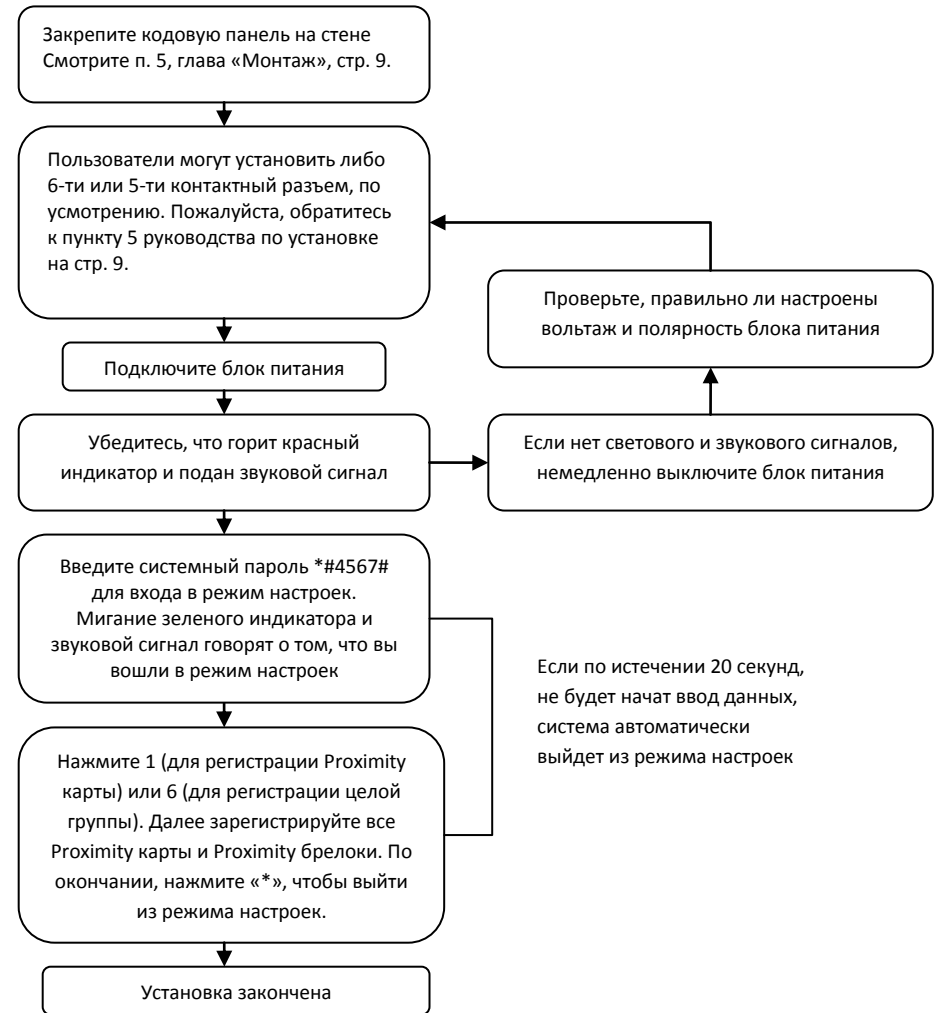 Закрепите кодовую панель на стене
Смотрите п. 5, глава «Монтаж», стр. 9.
Пользователи могут установить либо
6-ти или 5-ти контактный разъем, по
усмотрению. Пожалуйста, обратитесь
к пункту 5 руководства по установке
на стр. 9.
Проверьте, правильно ли настроены
вольтаж и полярность блока питания
Подключите блок питания
Убедитесь, что горит красный
индикатор и подан звуковой сигнал
Если нет светового и звукового сигналов,
немедленно выключите блок питания
Введите системный пароль *#4567#
для входа в режим настроек.
Мигание зеленого индикатора и
звуковой сигнал говорят о том, что вы
вошли в режим настроек
Если по истечении 20 секунд,
не будет начат ввод данных,
система автоматически
выйдет из режима настроек
Нажмите 1 (для регистрации Proximity
карты) или 6 (для регистрации целой
группы). Далее зарегистрируйте все
Proximity карты и Proximity брелоки. По
окончании, нажмите «*», чтобы выйти
из режима настроек.
Установка закончена